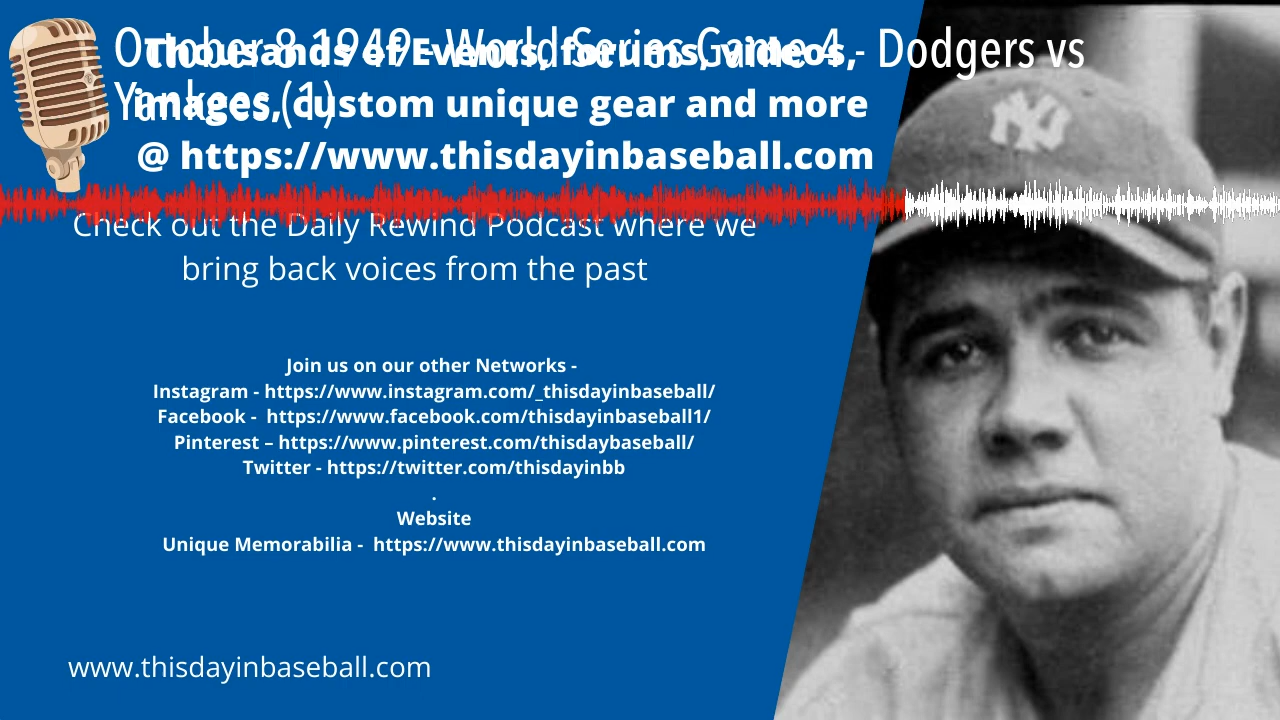 October 8 1949 - World Series Game 4 - Dodgers vs
Yankees (1)
Thousands of Events, forums, videos,
images, custom unique gear and more
@ https://www.thisdayinbaseball.com
Check out the Daily Rewind Podcast where we
bring back voices from the past
Join us on our other Networks -
Instagram - https://www.instagram.com/_thisdayinbaseball/
Facebook - https://www.facebook.com/thisdayinbaseball1/
Pinterest – https://www.pinterest.com/thisdaybaseball/
Twitter - https://twitter.com/thisdayinbb
.
Website
Unique Memorabilia - https://www.thisdayinbaseball.com
www.thisdayinbaseball.com
NY